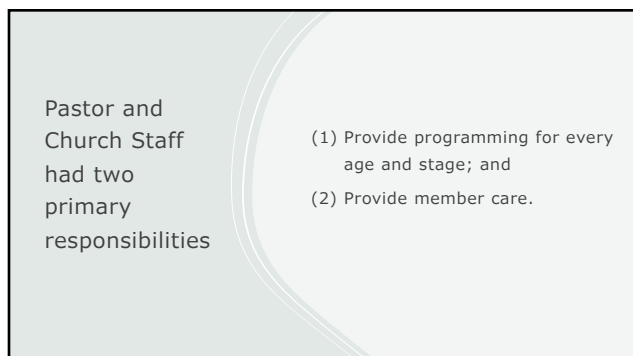 Pastor and
Church Staff
had two
primary
responsibilities
(1) Provide programming for every
age and stage; and
(2) Provide member care.